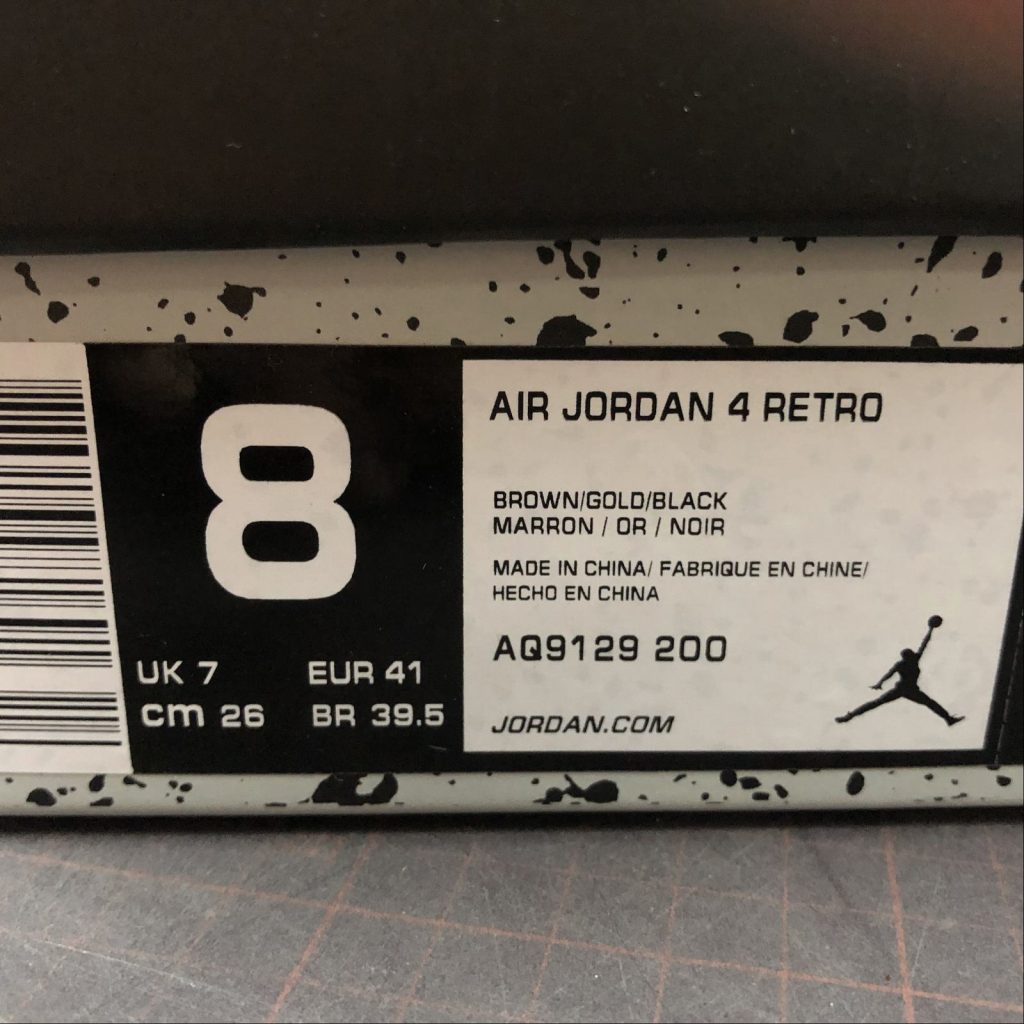 8
UK 7 EUR 41
cm 26 BR 39.5
AIR JORDAN 4 RETRO
BROWN/GOLD/BLACK
MARRON / OR / NOIR
MADE IN CHINA/ FABRIQUE EN CHINE/
HECHO EN CHINA
AQ9129 200
JORDAN.COM